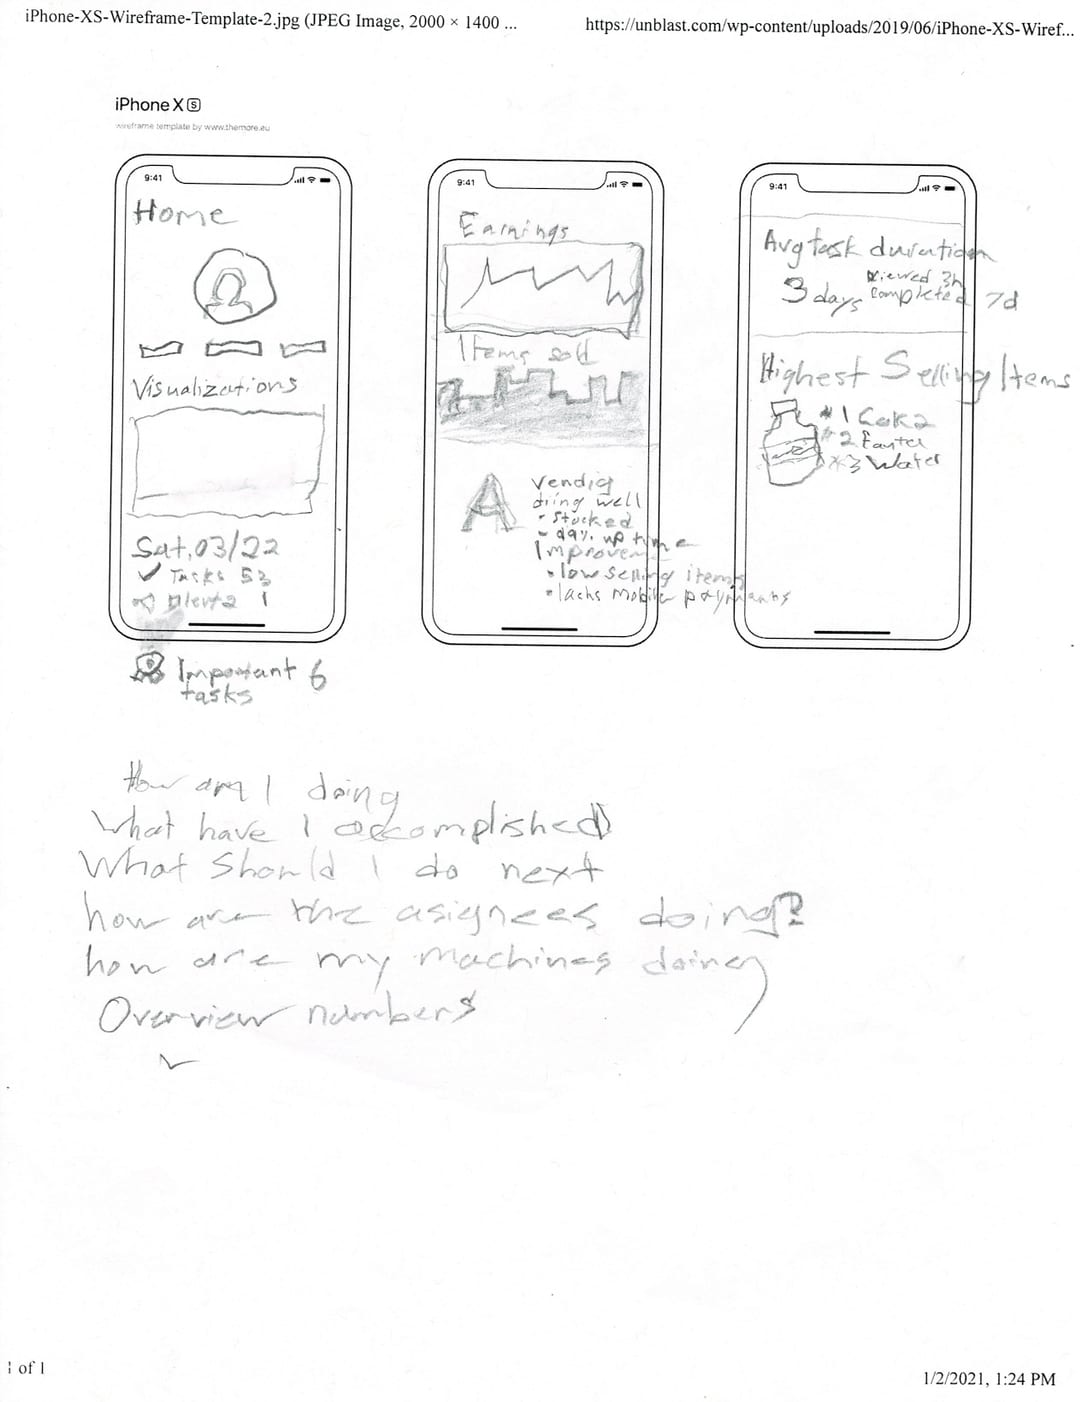 iPhone-XS-Wireframe-Template-2.jpg (JPEG Image, 2000 × 1400 ...
https://unblast.com/wp-content/uploads/2019/06/iPhone-XS-Wiref...
iPhone X S
wireframe template by www.themore.eu
9:41
Home
Visualizations
Sat, 03/22
Tasks 53
1
Important 6
tasks
9:41
Earnings
Items sold
A
Vending
doing well
- Stocked
up time
Improvem
• low selling items
• lacks mobile payments
9:41
Avg task duration
3 days
viewed 3h
completed 7d
Highest Selling Items
#1 Coke
#2 Fanta
#3 Water
How am I doing
What have I accomplished
What Should I do next
how are the asignees doing?
how are my machines doing
Overview numbers
1 of 1
1/2/2021, 1:24 PM